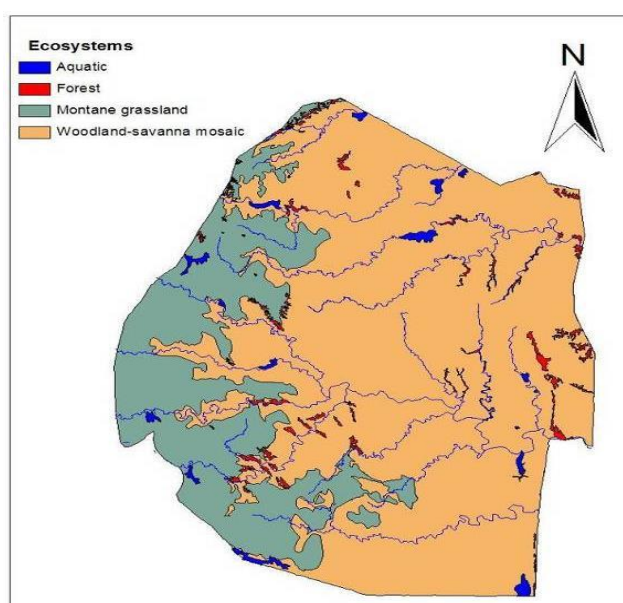 N
Ecosystems
Aquatic
Forest
Montane grassland
Woodland-savanna mosaic